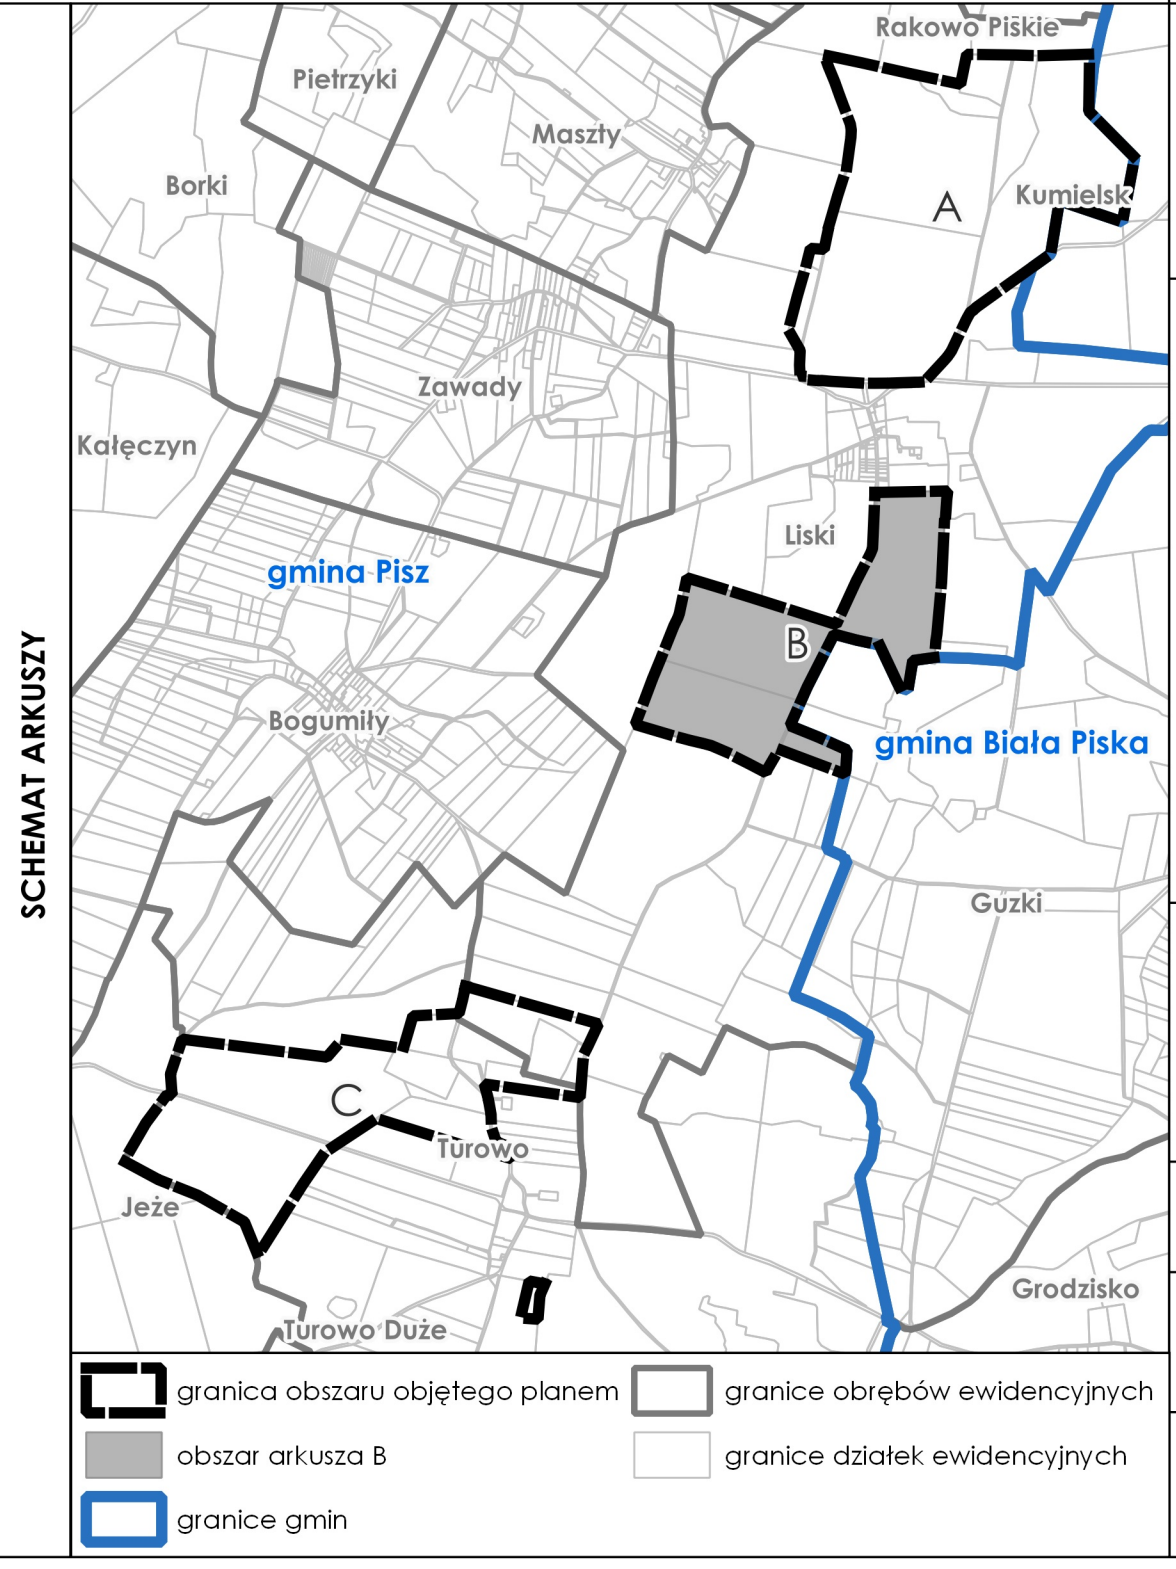 SCHEMAT ARKUSZY
Rakowo Piskie
Pietrzyki
Maszty
Borki
Kumielsk
A
Zawady
Kałęczyn
Liski
gmina Pisz
B
Bogumiły
gmina Biała Piska
Guzki
C
Turowo
Jeże
Grodzisko
Turowo Duże
granica obszaru objętego planem
granice obrębów ewidencyjnych
obszar arkusza B
granice działek ewidencyjnych
granice gmin